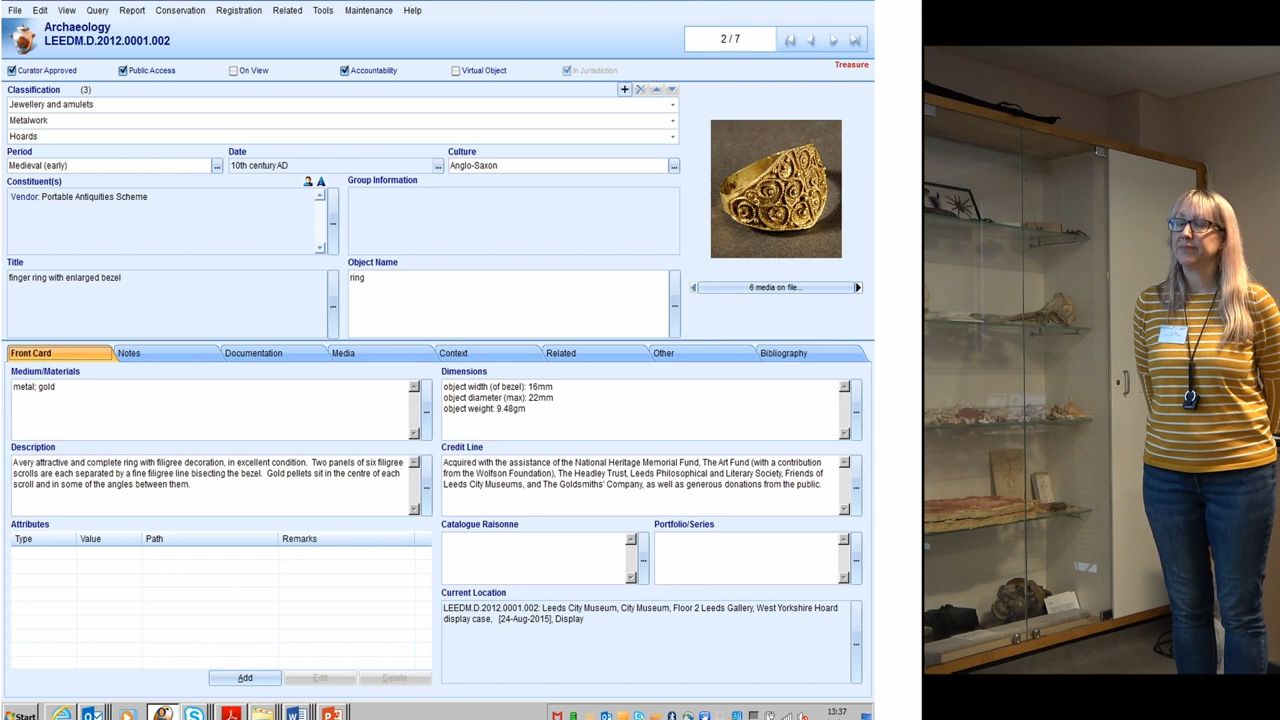 File Edit View Query Report Conservation Registration Related Tools Maintenance Help
Archaeology
LEEDM.D.2012.0001.002
2 / 7
Curator Approved Public Access On View Accountability Virtual Object In Jurisdiction Treasure
Classification (3)
Jewellery and amulets
Metalwork
Hoards
Period Date Culture
Medieval (early) 10th century AD Anglo-Saxon
Constituent(s) Group Information
Vendor: Portable Antiquities Scheme
Title Object Name
finger ring with enlarged bezel ring
6 media on file...
Front Card Notes Documentation Media Context Related Other Bibliography
Medium/Materials
metal; gold
Dimensions
object width (of bezel): 16mm
object diameter (max): 22mm
object weight: 9.48gm
Description
A very attractive and complete ring with filigree decoration, in excellent condition. Two panels of six filigree
scrolls are each separated by a fine filigree line bisecting the bezel. Gold pellets sit in the centre of each
scroll and in some of the angles between them.
Credit Line
Acquired with the assistance of the National Heritage Memorial Fund, The Art Fund (with a contribution
from the Wolfson Foundation), The Headley Trust, Leeds Philosophical and Literary Society, Friends of
Leeds City Museums, and The Goldsmiths' Company, as well as generous donations from the public.
Attributes
Type Value Path Remarks
Catalogue Raisonne Portfolio/Series
Current Location
LEEDM.D.2012.0001.002: Leeds City Museum, City Museum, Floor 2 Leeds Gallery, West Yorkshire Hoard
display case, [24-Aug-2015], Display
Add Edit Delete
Start 13:37